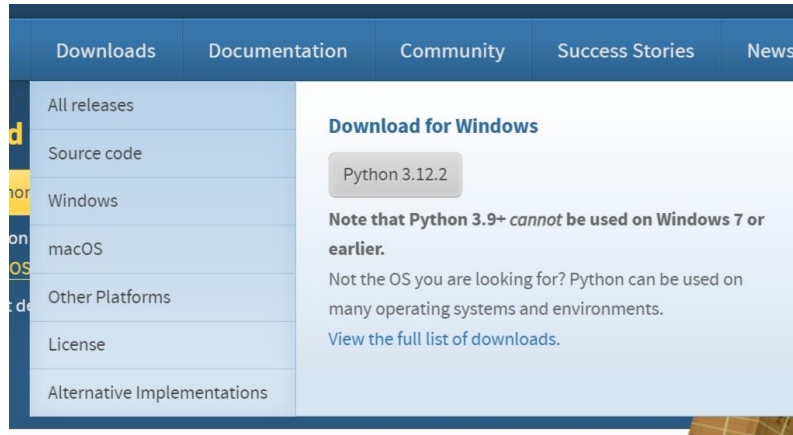 Downloads
Documentation
Community
Success Stories
News
All releases
Source code
Windows
macOS
Other Platforms
License
Alternative Implementations
Download for Windows
Python 3.12.2
Note that Python 3.9+ cannot be used on Windows 7 or
earlier.
Not the OS you are looking for? Python can be used on
many operating systems and environments.
View the full list of downloads.